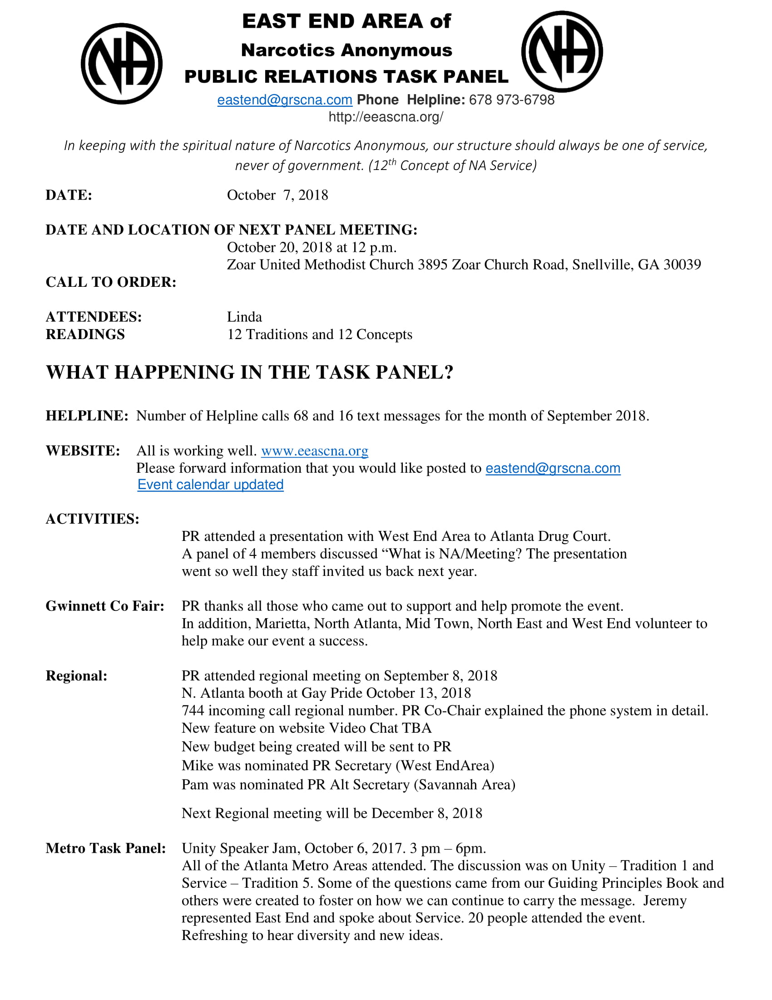 EAST END AREA of
Narcotics Anonymous
PUBLIC RELATIONS TASK PANEL
NA
NA
eastend@grscna.com Phone  Helpline: 678 973-6798
http://eeascna.org/
In keeping with the spiritual nature of Narcotics Anonymous, our structure should always be one of service,
never of government. (12th Concept of NA Service)
DATE: October  7, 2018
DATE AND LOCATION OF NEXT PANEL MEETING:
October 20, 2018 at 12 p.m.
Zoar United Methodist Church 3895 Zoar Church Road, Snellville, GA 30039
CALL TO ORDER:
ATTENDEES: Linda
READINGS 12 Traditions and 12 Concepts
WHAT HAPPENING IN THE TASK PANEL?
HELPLINE: Number of Helpline calls 68 and 16 text messages for the month of September 2018.
WEBSITE: All is working well. www.eeascna.org
Please forward information that you would like posted to eastend@grscna.com
Event calendar updated
ACTIVITIES:
PR attended a presentation with West End Area to Atlanta Drug Court.
A panel of 4 members discussed “What is NA/Meeting? The presentation
went so well they staff invited us back next year.
Gwinnett Co Fair: PR thanks all those who came out to support and help promote the event.
In addition, Marietta, North Atlanta, Mid Town, North East and West End volunteer to
help make our event a success.
Regional: PR attended regional meeting on September 8, 2018
N. Atlanta booth at Gay Pride October 13, 2018
744 incoming call regional number. PR Co-Chair explained the phone system in detail.
New feature on website Video Chat TBA
New budget being created will be sent to PR
Mike was nominated PR Secretary (West EndArea)
Pam was nominated PR Alt Secretary (Savannah Area)
Next Regional meeting will be December 8, 2018
Metro Task Panel: Unity Speaker Jam, October 6, 2017. 3 pm – 6pm.
All of the Atlanta Metro Areas attended. The discussion was on Unity – Tradition 1 and
Service – Tradition 5. Some of the questions came from our Guiding Principles Book and
others were created to foster on how we can continue to carry the message.  Jeremy
represented East End and spoke about Service. 20 people attended the event.
Refreshing to hear diversity and new ideas.